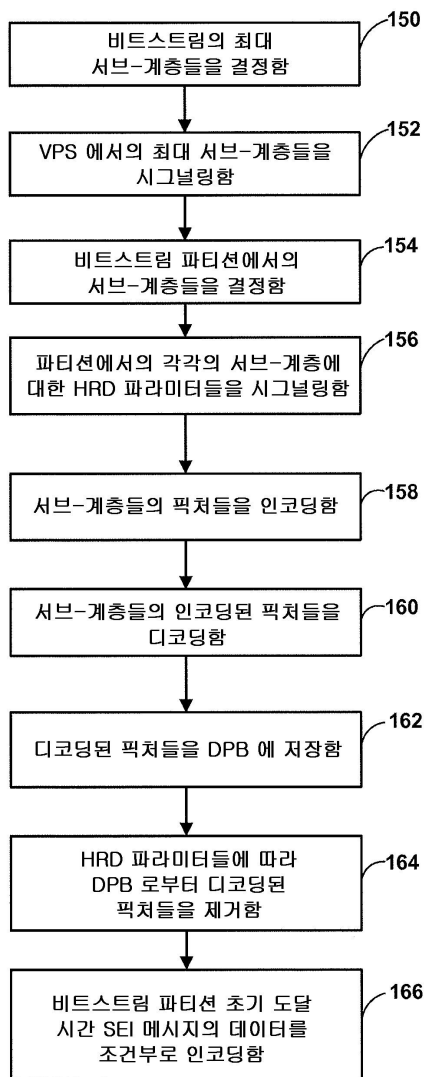 150
비트스트림의 최대
서브-계층들을 결정함
152
VPS 에서의 최대 서브-계층들을
시그널링함
154
비트스트림 파티션에서의
서브-계층들을 결정함
156
파티션에서의 각각의 서브-계층에
대한 HRD 파라미터들을 시그널링함
158
서브-계층들의 픽처들을 인코딩함
160
서브-계층들의 인코딩된 픽처들을
디코딩함
162
디코딩된 픽처들을 DPB 에 저장함
164
HRD 파라미터들에 따라
DPB 로부터 디코딩된
픽처들을 제거함
166
비트스트림 파티션 초기 도달
시간 SEI 메시지의 데이터를
조건부로 인코딩함